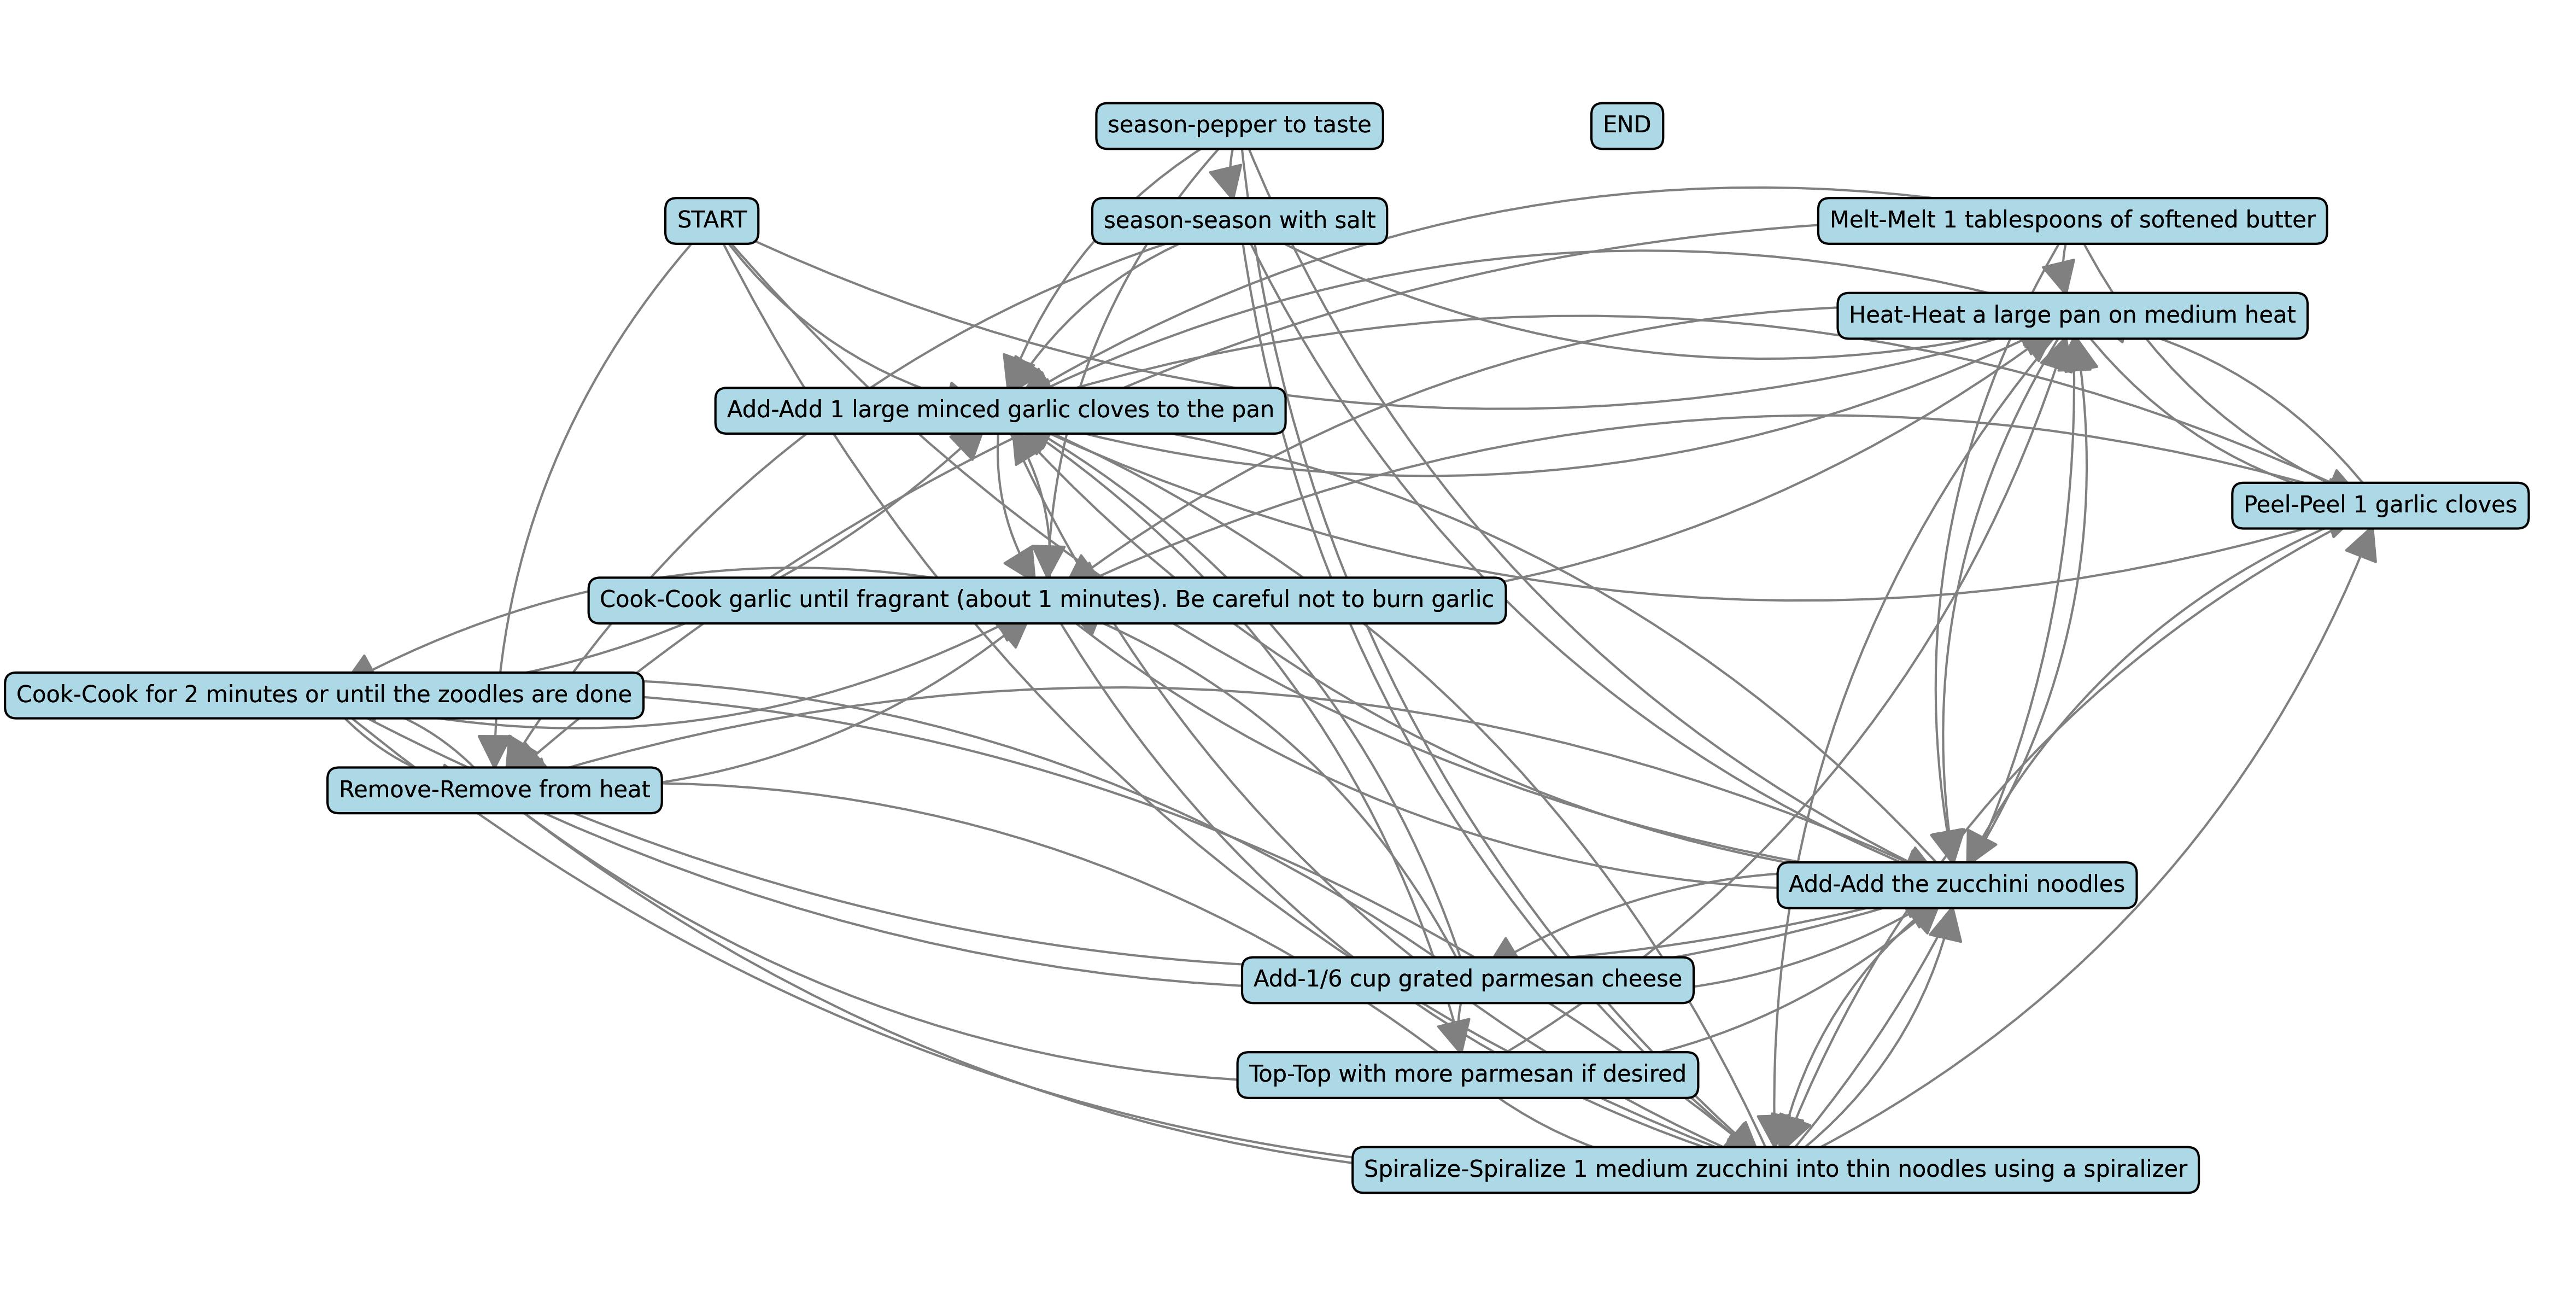 season-pepper to taste
END
START
season-season with salt
Melt-Melt 1 tablespoons of softened butter
Heat-Heat a large pan on medium heat
Add-Add 1 large minced garlic cloves to the pan
Peel-Peel 1 garlic cloves
Cook-Cook garlic until fragrant (about 1 minutes). Be careful not to burn garlic
Cook-Cook for 2 minutes or until the zoodles are done
Remove-Remove from heat
Add-Add the zucchini noodles
Add-1/6 cup grated parmesan cheese
Top-Top with more parmesan if desired
Spiralize-Spiralize 1 medium zucchini into thin noodles using a spiralizer